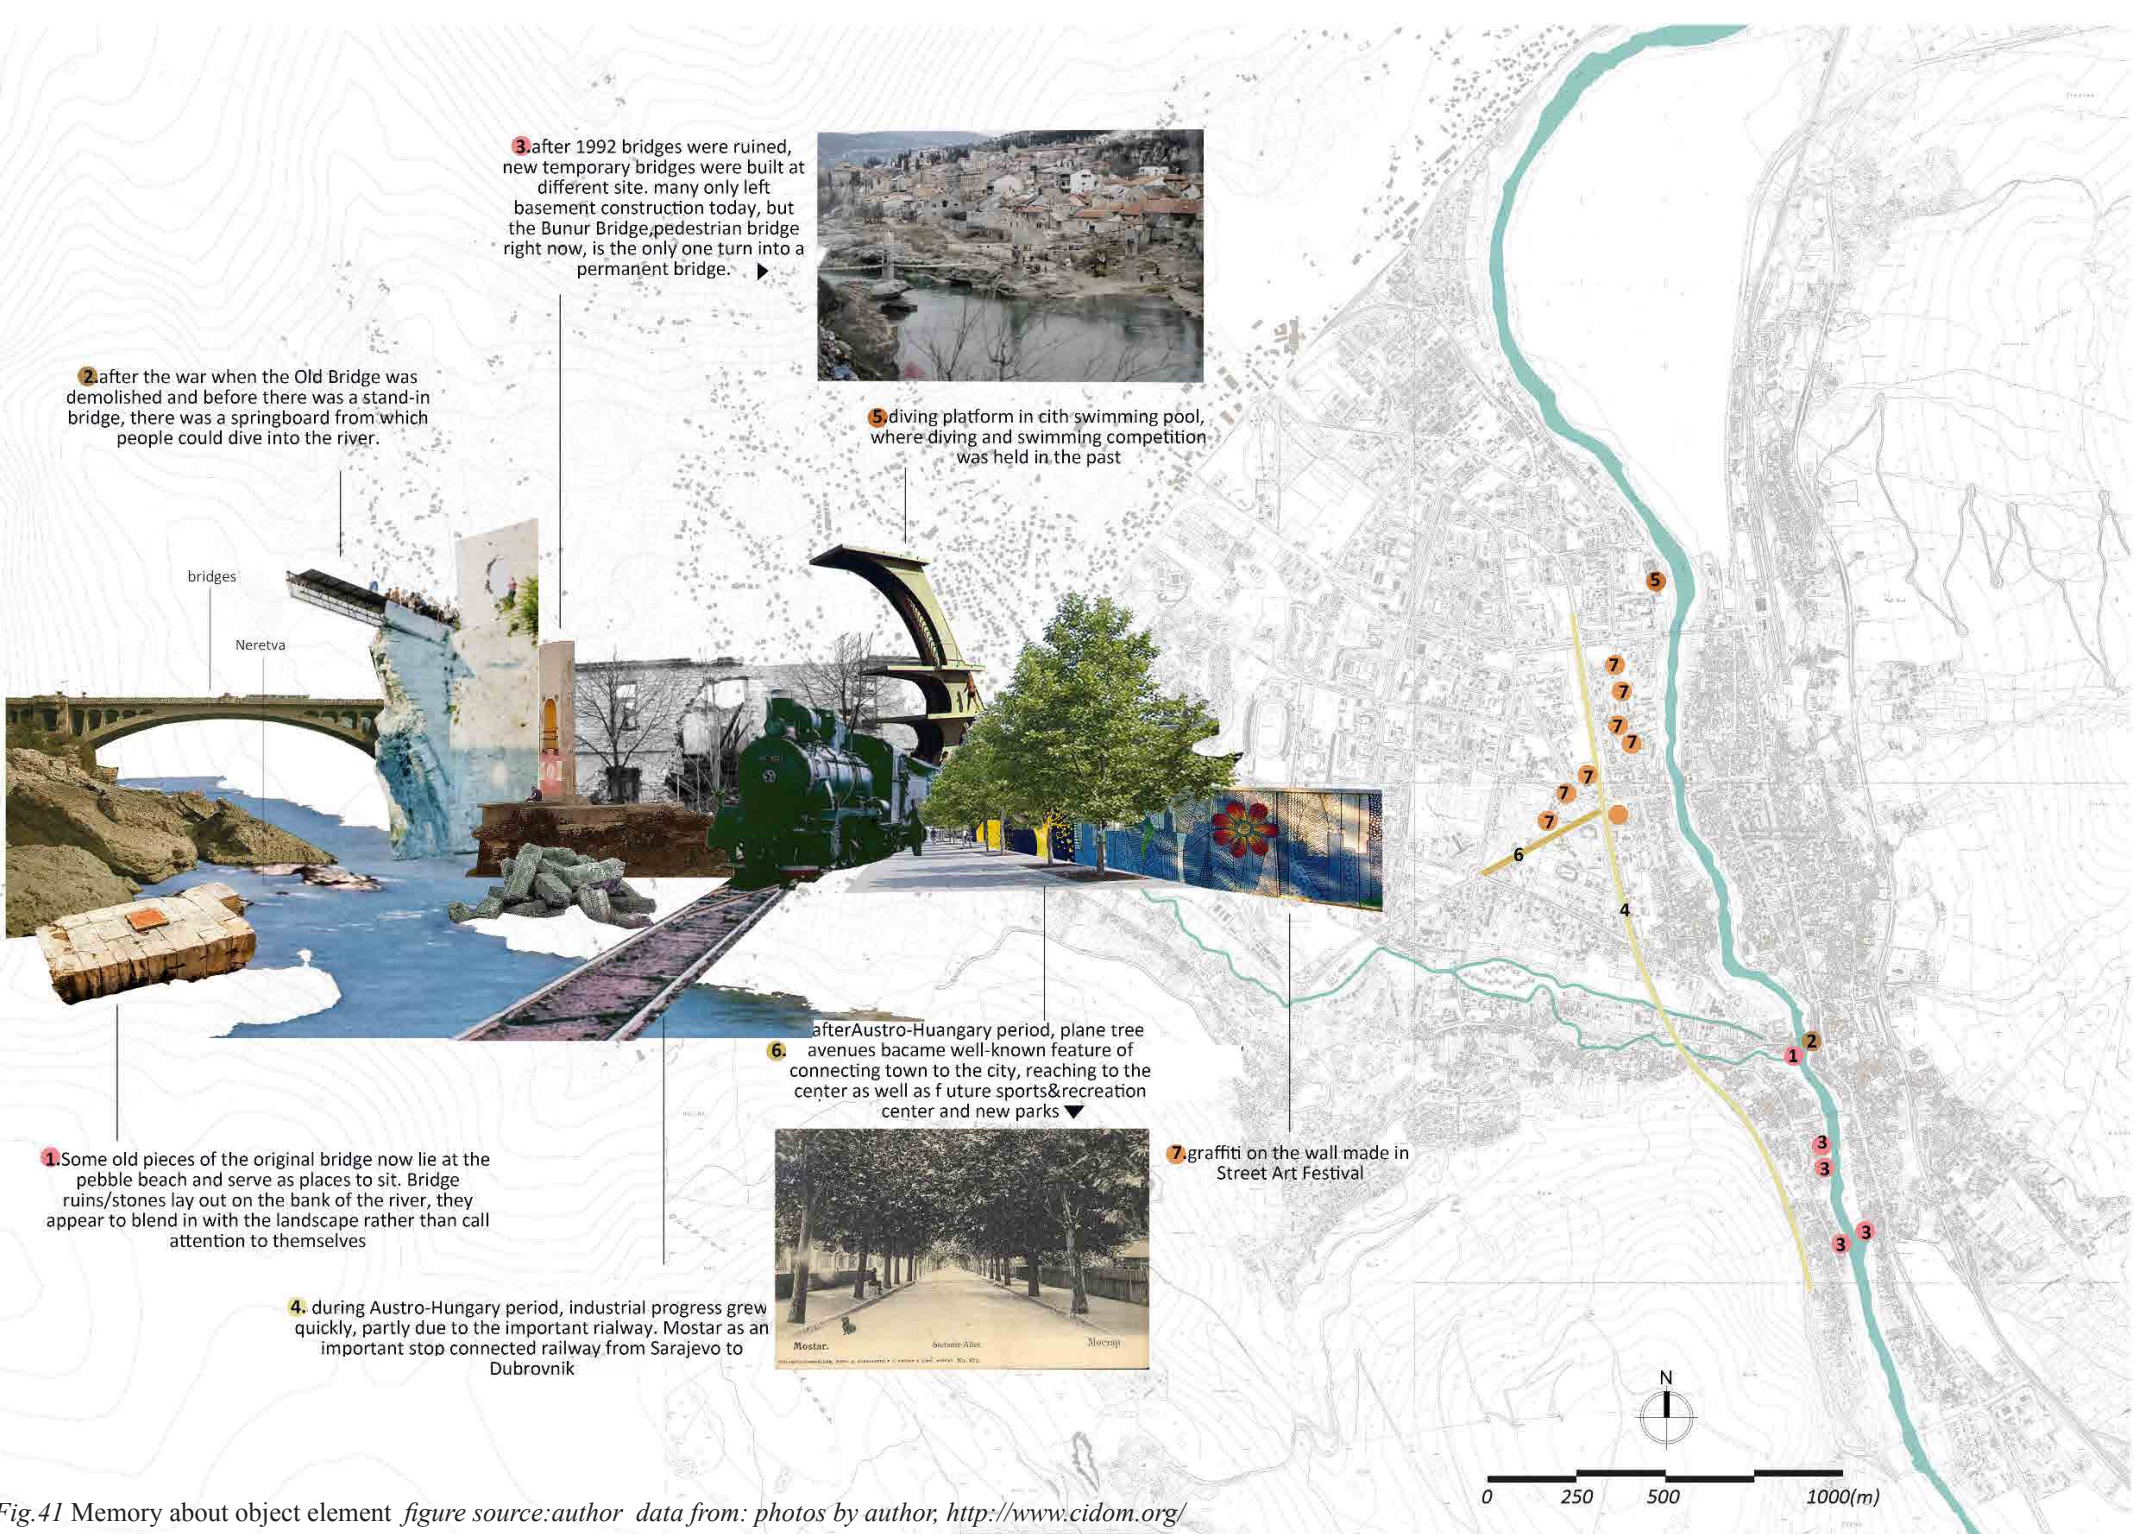 3.after 1992 bridges were ruined,
new temporary bridges were built at
different site. many only left
basement construction today, but
the Bunur Bridge,pedestrian bridge
right now, is the only one turn into a
permanent bridge.
2.after the war when the Old Bridge was
demolished and before there was a stand-in
bridge, there was a springboard from which
people could dive into the river.
5.diving platform in cith swimming pool,
where diving and swimming competition
was held in the past
bridges
Neretva
5
7
7
7
7
7
7
7
6
4
2
1
3
3
3
3
afterAustro-Huangary period, plane tree
6. avenues bacame well-known feature of
connecting town to the city, reaching to the
center as well as f uture sports&recreation
center and new parks
1.Some old pieces of the original bridge now lie at the
pebble beach and serve as places to sit. Bridge
ruins/stones lay out on the bank of the river, they
appear to blend in with the landscape rather than call
attention to themselves
7.graffiti on the wall made in
Street Art Festival
4. during Austro-Hungary period, industrial progress grew
quickly, partly due to the important rialway. Mostar as an
important stop connected railway from Sarajevo to
Dubrovnik
Mostar. Stefanie-Allee Мостар
N
0 250 500 1000(m)
Fig.41 Memory about object element figure source:author data from: photos by author, http://www.cidom.org/